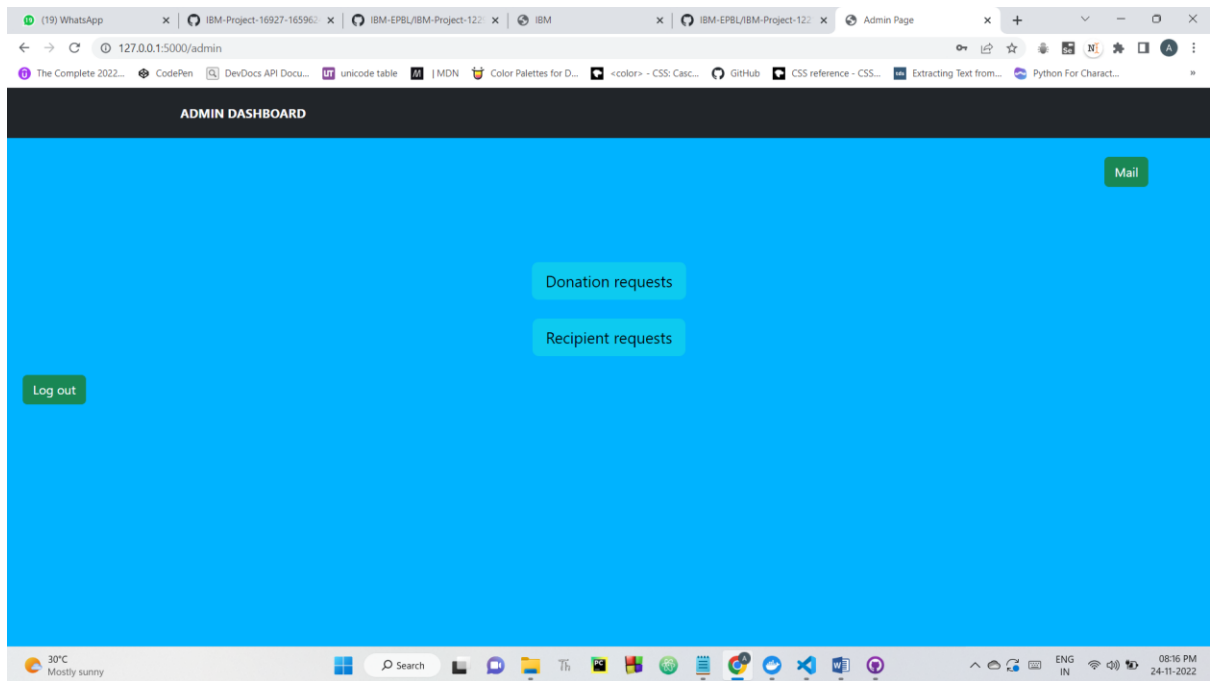 (19) WhatsApp
IBM-Project-16927-16596
IBM-EPBL/IBM-Project-122
IBM
IBM-EPBL/IBM-Project-122
Admin Page
127.0.0.1:5000/admin
The Complete 2022... CodePen DevDocs API Docu... UT unicode table M | MDN Color Palettes for D... <color> - CSS: Casc... GitHub CSS reference - CSS... Extracting Text from... Python For Charact... »
ADMIN DASHBOARD
Mail
Donation requests
Recipient requests
Log out
30°C
Mostly sunny
Search
ENG
IN
08:16 PM
24-11-2022